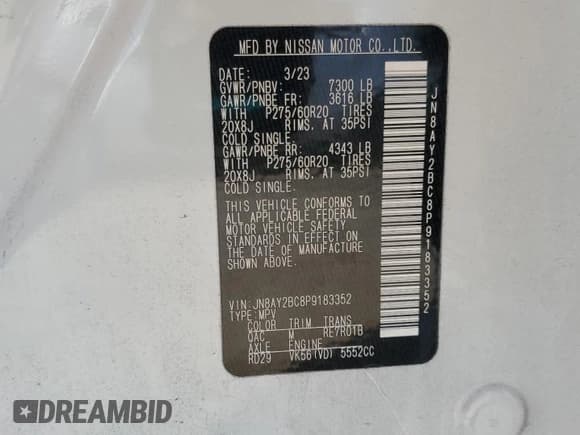 MFD BY NISSAN MOTOR CO.,LTD.
DATE: 3/23
GVWR/PNBV: 7300 LB
GAWR/PNBE FR: 3616 LB
WITH P275/60R20 TIRES
20X8J RIMS, AT 35PSI
COLD SINGLE.
GAWR/PNBE RR: 4343 LB
WITH P275/60R20 TIRES
20X8J RIMS, AT 35PSI
COLD SINGLE.
THIS VEHICLE CONFORMS TO
ALL APPLICABLE FEDERAL
MOTOR VEHICLE SAFETY
STANDARDS IN EFFECT ON
THE DATE OF MANUFACTURE
SHOWN ABOVE.
VIN: JN8AY2BC8P9183352
TYPE: MPV
COLOR TRIM TRANS
QAC M RE7R01B
AXLE ENGINE
RD29 VK56(VD) 5552CC
JN8AY2BC8P9183352
DREAMBID